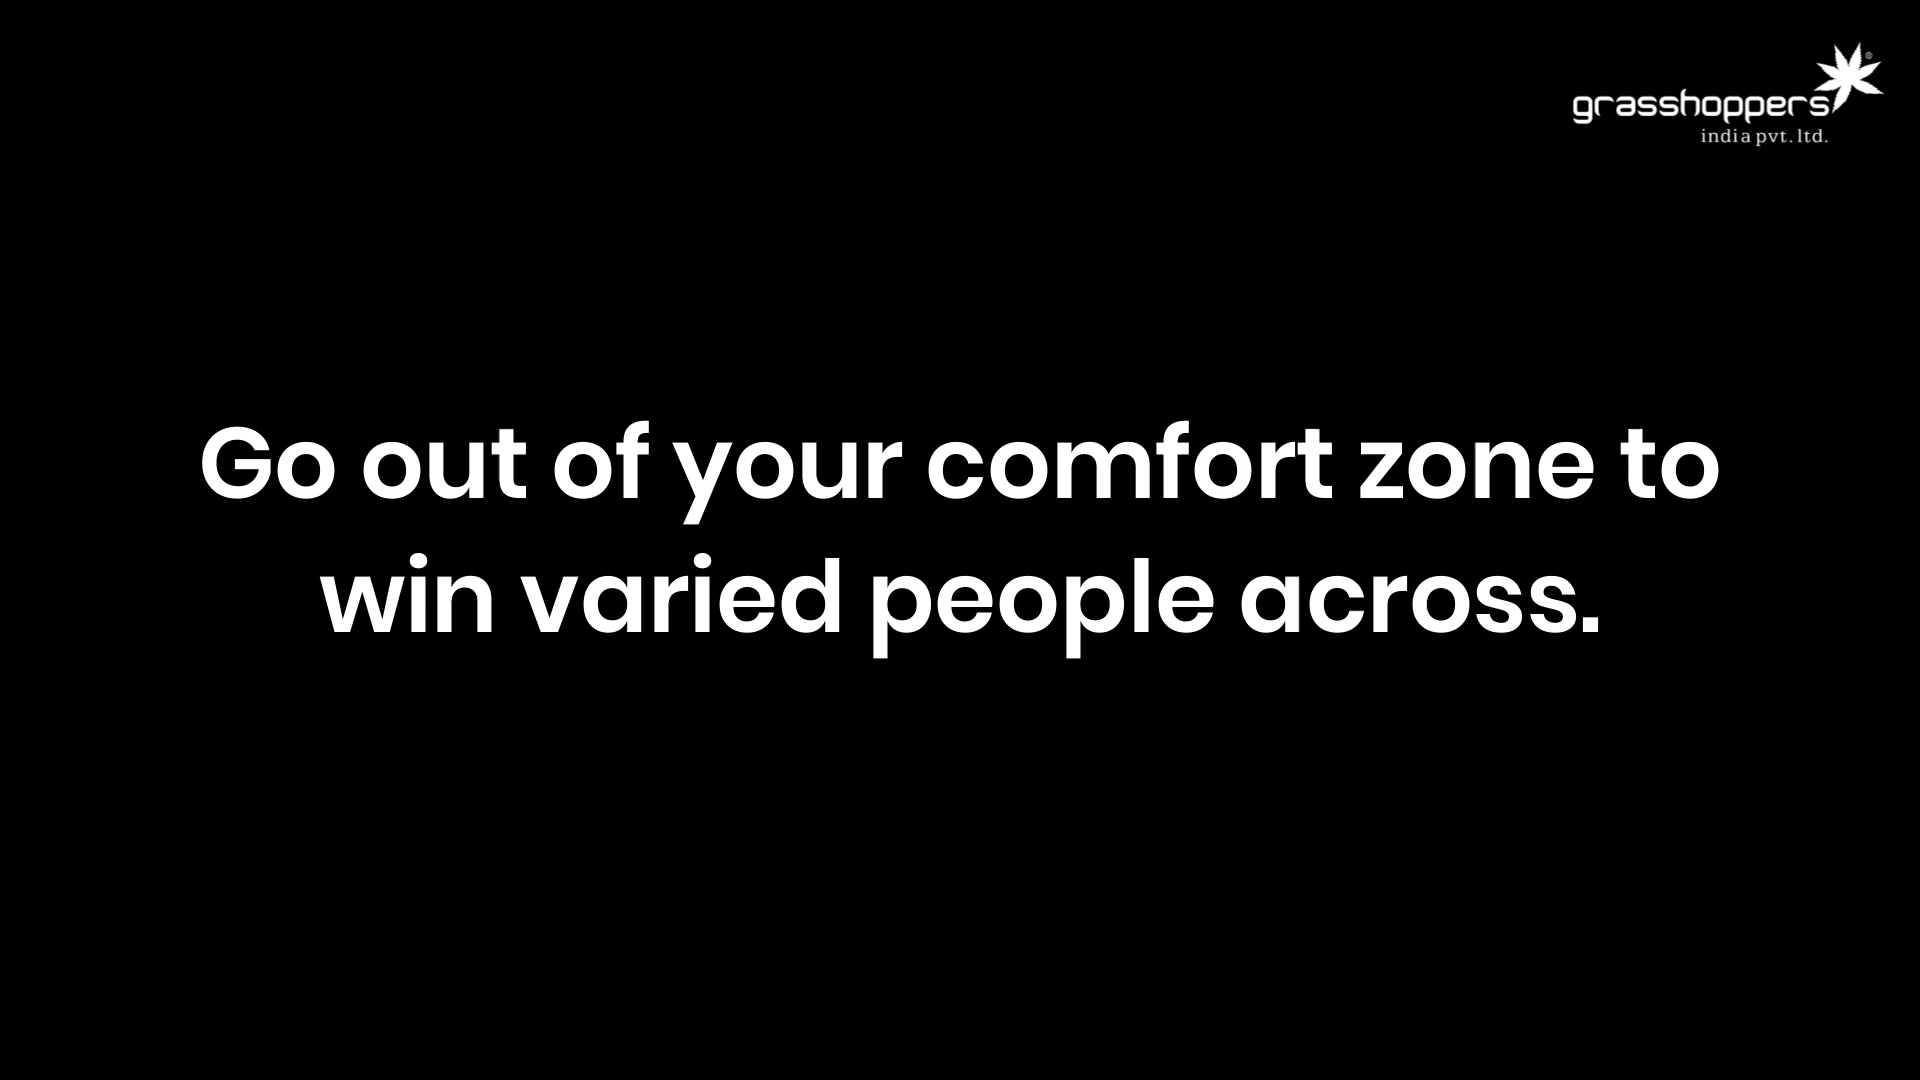 grasshoppers®
india pvt. ltd.
Go out of your comfort zone to
win varied people across.